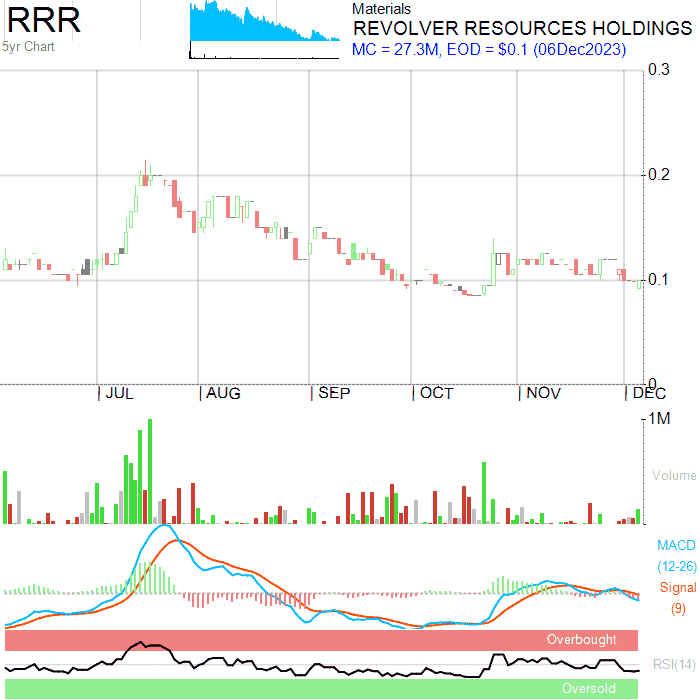 RRR
5yr Chart
Materials
REVOLVER RESOURCES HOLDINGS
MC = 27.3M, EOD = $0.1 (06Dec2023)
0.3
0.2
0.1
0
JUL AUG SEP OCT NOV DEC
1M
Volume
MACD
(12-26)
Signal
(9)
Overbought
RSI(14)
Oversold